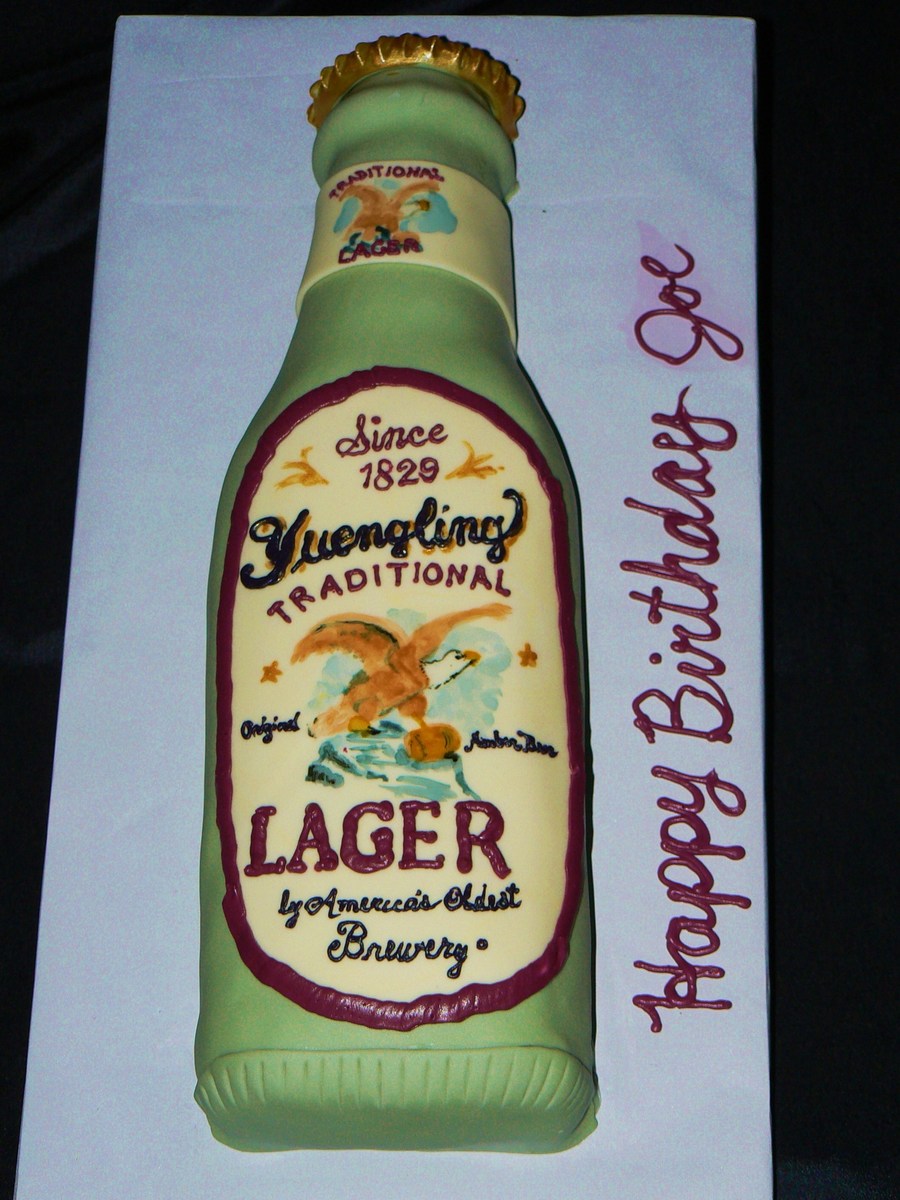 TRADITIONAL
LAGER
Since
1829
Yuengling
TRADITIONAL
Original
Amber Beer
LAGER
by America's Oldest
Brewery
Happy Birthday Joe